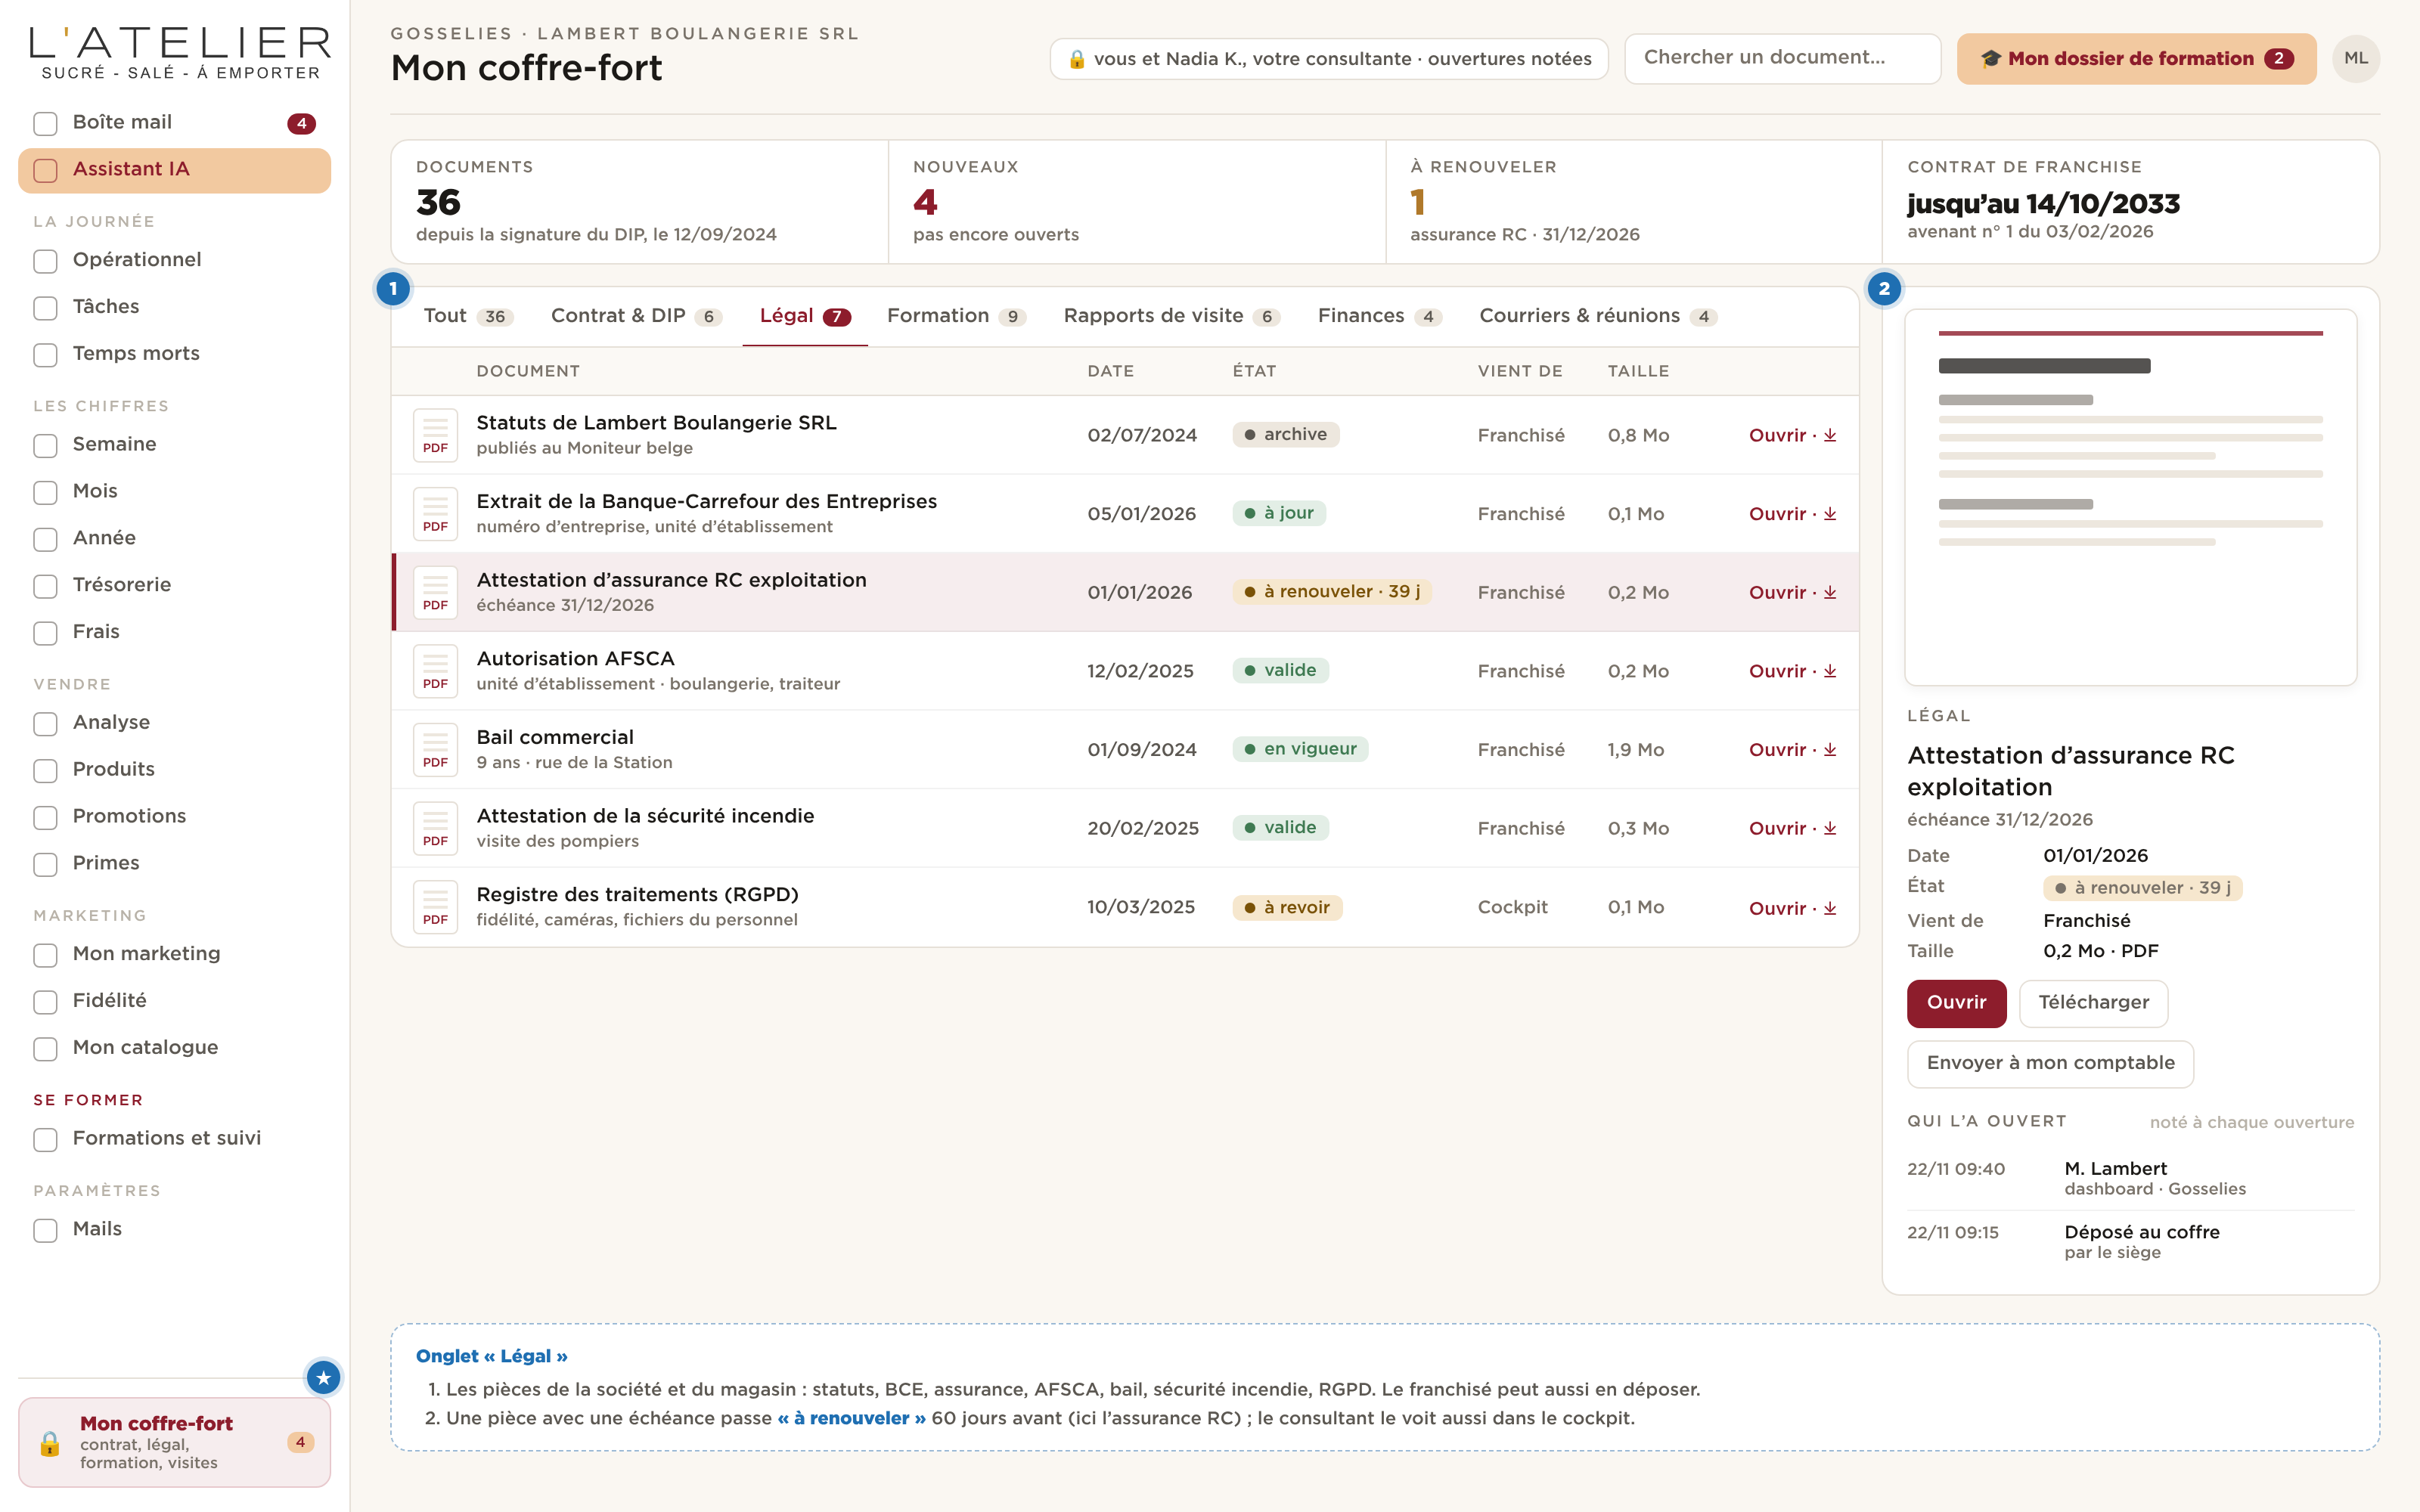 L'ATELIER
SUCRÉ - SALÉ - Á EMPORTER
Boîte mail 4
Assistant IA
LA JOURNÉE
Opérationnel
Tâches
Temps morts
LES CHIFFRES
Semaine
Mois
Année
Trésorerie
Frais
VENDRE
Analyse
Produits
Promotions
Primes
MARKETING
Mon marketing
Fidélité
Mon catalogue
SE FORMER
Formations et suivi
PARAMÈTRES
Mails
★
🔒 Mon coffre-fort 4
contrat, légal,
formation, visites
GOSSELIES · LAMBERT BOULANGERIE SRL
Mon coffre-fort
🔒 vous et Nadia K., votre consultante · ouvertures notées
Chercher un document...
🎓 Mon dossier de formation 2
ML
DOCUMENTS
36
depuis la signature du DIP, le 12/09/2024
NOUVEAUX
4
pas encore ouverts
À RENOUVELER
1
assurance RC · 31/12/2026
CONTRAT DE FRANCHISE
jusqu’au 14/10/2033
avenant n° 1 du 03/02/2026
1
Tout 36 Contrat & DIP 6 Légal 7 Formation 9 Rapports de visite 6 Finances 4 Courriers & réunions 4
DOCUMENT DATE ÉTAT VIENT DE TAILLE
PDF Statuts de Lambert Boulangerie SRL 02/07/2024 archive Franchisé 0,8 Mo Ouvrir ·
publiés au Moniteur belge
PDF Extrait de la Banque-Carrefour des Entreprises 05/01/2026 à jour Franchisé 0,1 Mo Ouvrir ·
numéro d’entreprise, unité d’établissement
PDF Attestation d’assurance RC exploitation 01/01/2026 à renouveler · 39 j Franchisé 0,2 Mo Ouvrir ·
échéance 31/12/2026
PDF Autorisation AFSCA 12/02/2025 valide Franchisé 0,2 Mo Ouvrir ·
unité d’établissement · boulangerie, traiteur
PDF Bail commercial 01/09/2024 en vigueur Franchisé 1,9 Mo Ouvrir ·
9 ans · rue de la Station
PDF Attestation de la sécurité incendie 20/02/2025 valide Franchisé 0,3 Mo Ouvrir ·
visite des pompiers
PDF Registre des traitements (RGPD) 10/03/2025 à revoir Cockpit 0,1 Mo Ouvrir ·
fidélité, caméras, fichiers du personnel
2
LÉGAL
Attestation d’assurance RC
exploitation
échéance 31/12/2026
Date 01/01/2026
État à renouveler · 39 j
Vient de Franchisé
Taille 0,2 Mo · PDF
Ouvrir Télécharger
Envoyer à mon comptable
QUI L’A OUVERT noté à chaque ouverture
22/11 09:40 M. Lambert
dashboard · Gosselies
22/11 09:15 Déposé au coffre
par le siège
Onglet « Légal »
1. Les pièces de la société et du magasin : statuts, BCE, assurance, AFSCA, bail, sécurité incendie, RGPD. Le franchisé peut aussi en déposer.
2. Une pièce avec une échéance passe « à renouveler » 60 jours avant (ici l’assurance RC) ; le consultant le voit aussi dans le cockpit.